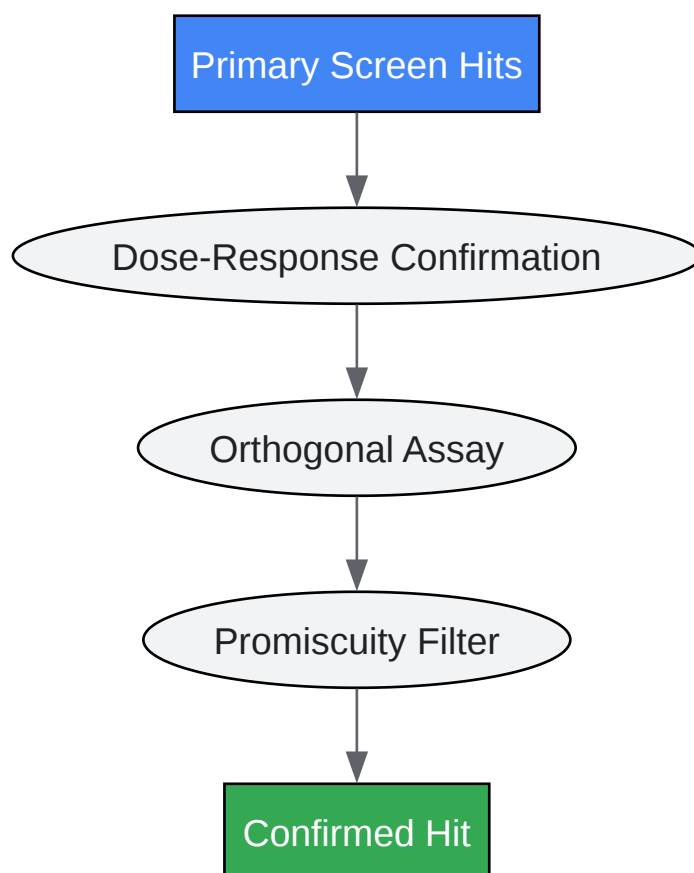 Primary Screen Hits
Dose-Response Confirmation
Orthogonal Assay
Promiscuity Filter
Confirmed Hit